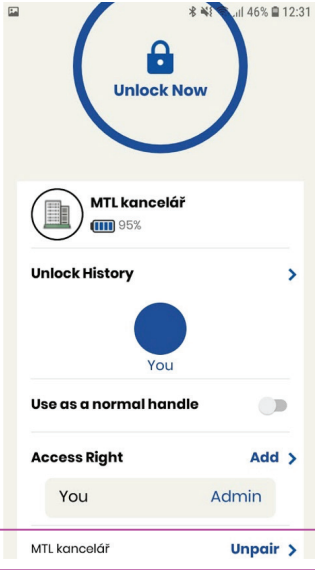 46% 12:31
Unlock Now
MTL kancelář
95%
Unlock History
You
Use as a normal handle
Access Right Add
You Admin
MTL kancelář Unpair